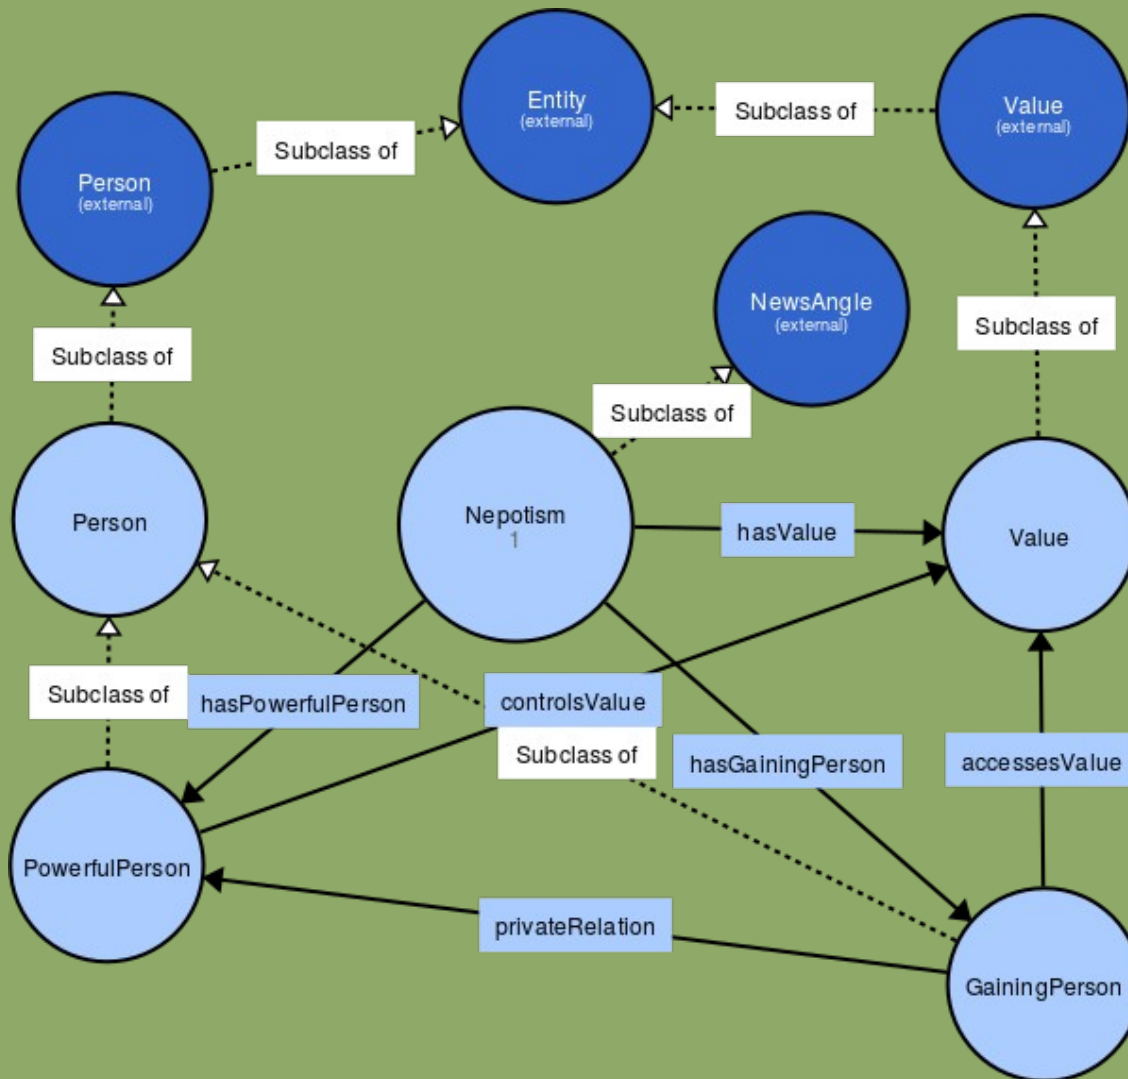 Entity
(external)
Subclass of
Value
(external)
Subclass of
Person
(external)
NewsAngle
(external)
Subclass of
Subclass of
Subclass of
Person
Nepotism
1
hasValue
Value
Subclass of
hasPowerfulPerson
controlsValue
Subclass of
hasGainingPerson
accessesValue
PowerfulPerson
privateRelation
GainingPerson